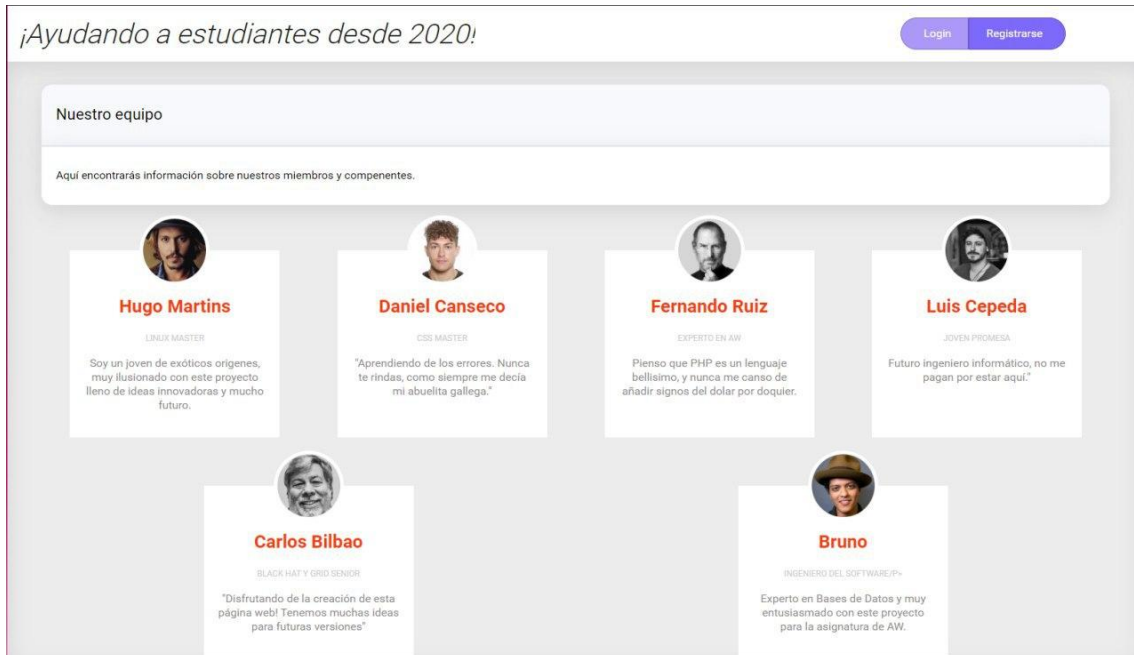 ¡Ayudando a estudiantes desde 2020!
Login
Registrarse
Nuestro equipo
Aquí encontrarás información sobre nuestros miembros y compenentes.
Hugo Martins
LINUX MASTER
Soy un joven de exóticos origenes,
muy ilusionado con este proyecto
lleno de ideas innovadoras y mucho
futuro.
Daniel Canseco
CSS MASTER
"Aprendiendo de los errores. Nunca
te rindas, como siempre me decía
mi abuelita gallega."
Fernando Ruiz
EXPERTO EN AW
Pienso que PHP es un lenguaje
bellisimo, y nunca me canso de
añadir signos del dolar por doquier.
Luis Cepeda
JOVEN PROMESA
Futuro ingeniero informático, no me
pagan por estar aquí."
Carlos Bilbao
BLACK HAT Y GRID SENIOR
"Disfrutando de la creación de esta
página web! Tenemos muchas ideas
para futuras versiones"
Bruno
INGENIERO DEL SOFTWARE/P+
Experto en Bases de Datos y muy
entusiasmado con este proyecto
para la asignatura de AW.